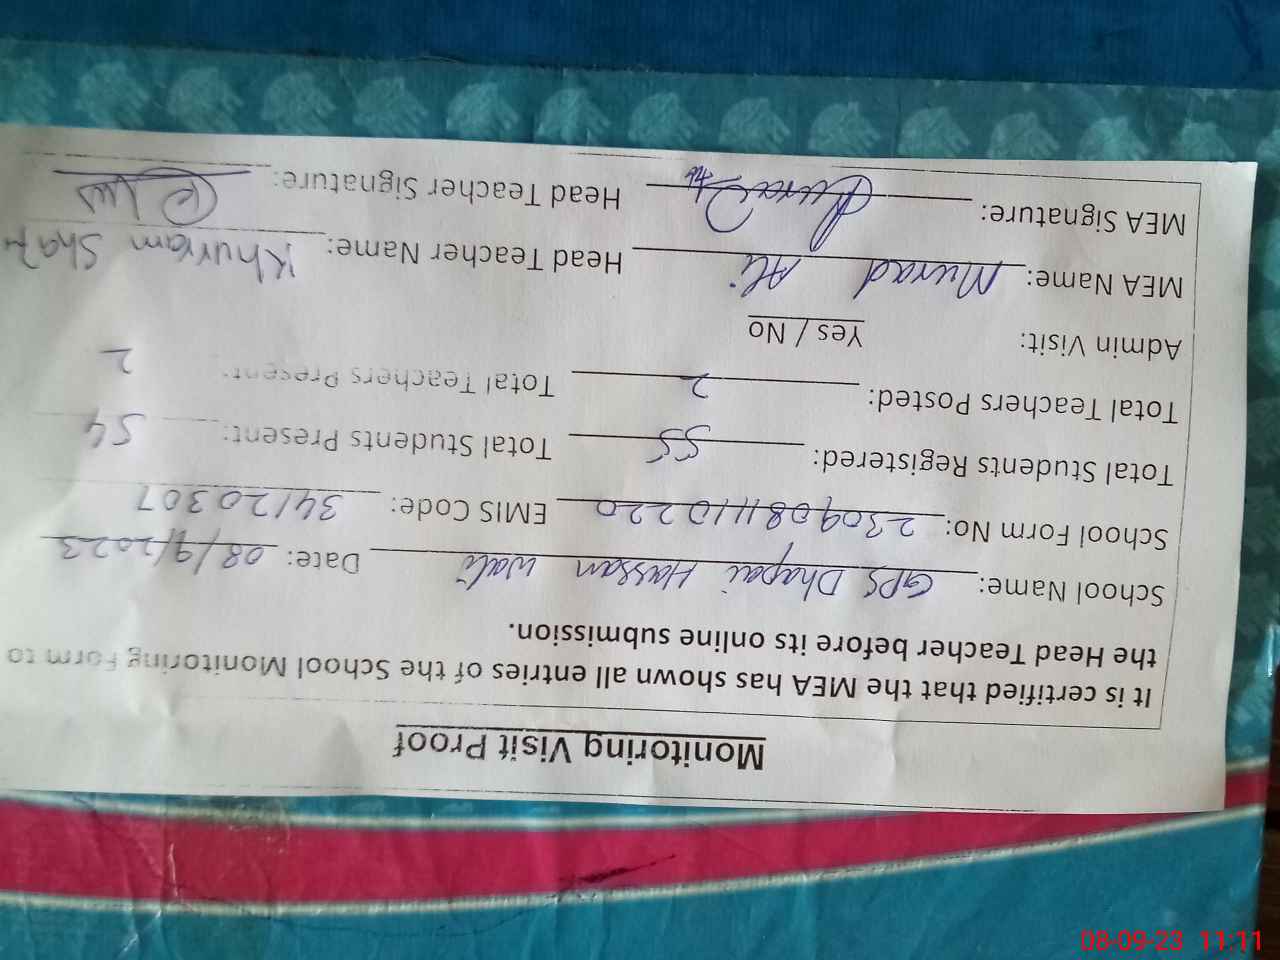 Monitoring Visit Proof
It is certified that the MEA has shown all entries of the School Monitoring Form to
the Head Teacher before its online submission.
School Name: GPS Dhapai Hassan wali Date: 08/9/2023
School Form No: 2309081110220 EMIS Code: 34120307
Total Students Registered: 55 Total Students Present: 54
Total Teachers Posted: 2 Total Teachers Present: 2
Admin Visit: Yes / No
MEA Name: Murad Ali Head Teacher Name: Khurram
MEA Signature: Head Teacher Signature:
08-09-23 11:11